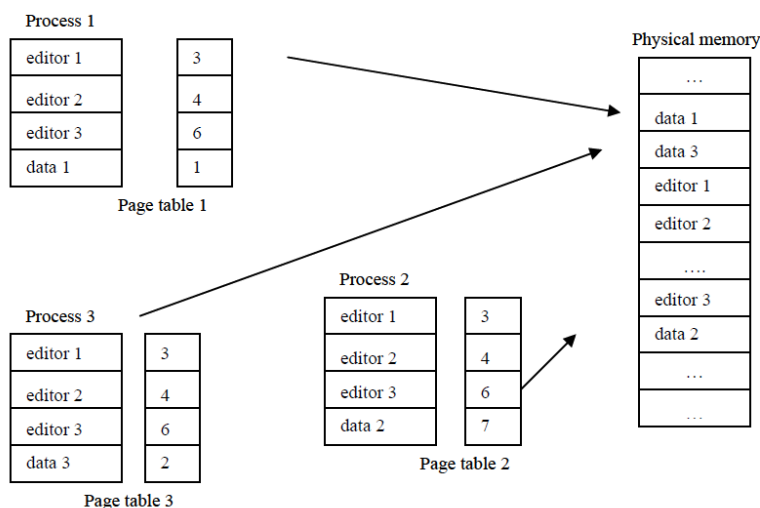 Process 1
editor 1 3
editor 2 4
editor 3 6
data 1 1
Page table 1
Physical memory
…
data 1
data 3
editor 1
editor 2
….
editor 3
data 2
…
…
Process 2
editor 1 3
editor 2 4
editor 3 6
data 2 7
Page table 2
Process 3
editor 1 3
editor 2 4
editor 3 6
data 3 2
Page table 3